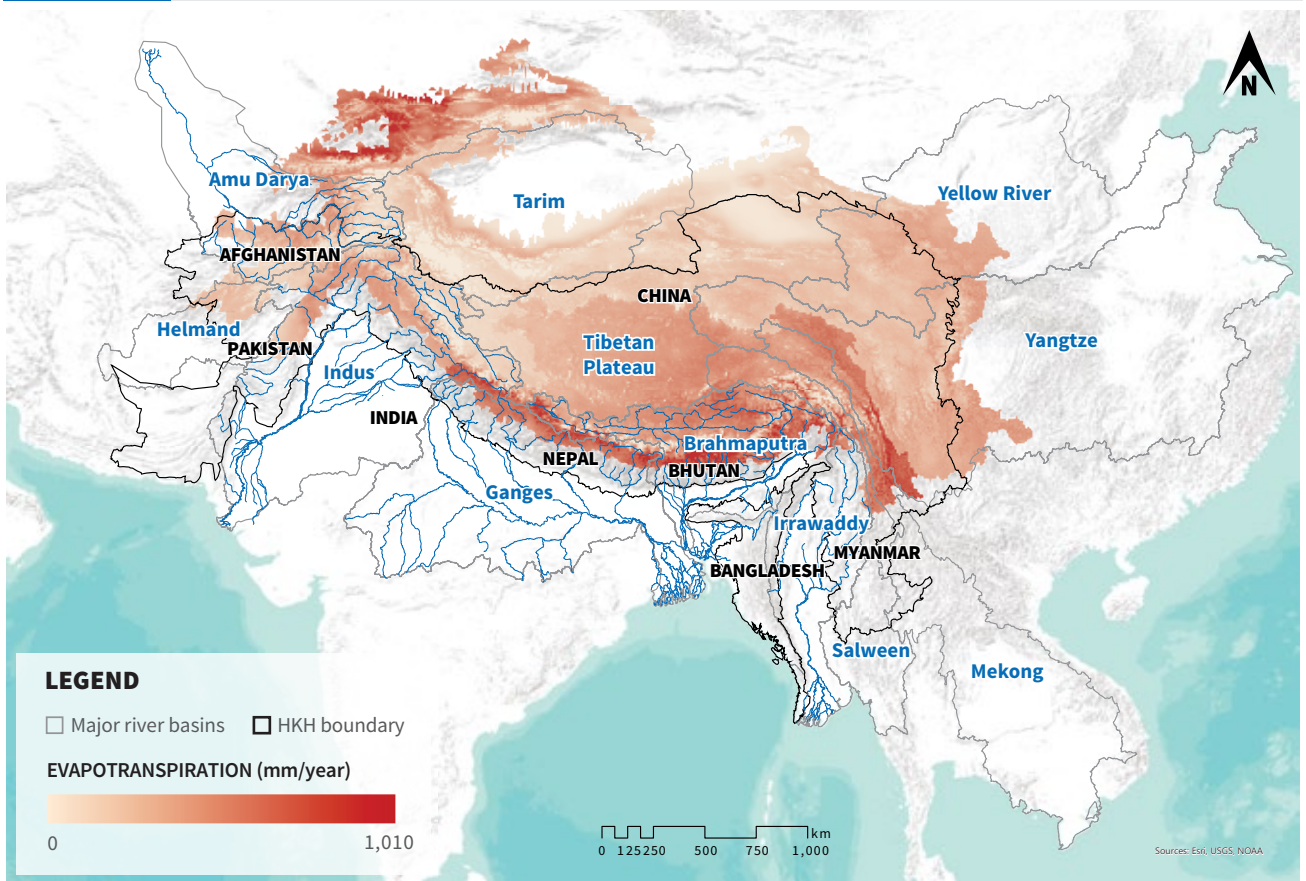 N
Amu Darya
Tarim
Yellow River
AFGHANISTAN
CHINA
Helmand
PAKISTAN
Tibetan
Plateau
Yangtze
Indus
INDIA
Brahmaputra
NEPAL
BHUTAN
Ganges
Irrawaddy
MYANMAR
BANGLADESH
Salween
Mekong
LEGEND
Major river basins HKH boundary
EVAPOTRANSPIRATION (mm/year)
0 1,010
km
0 125 250 500 750 1,000
Sources: Esri, USGS, NOAA